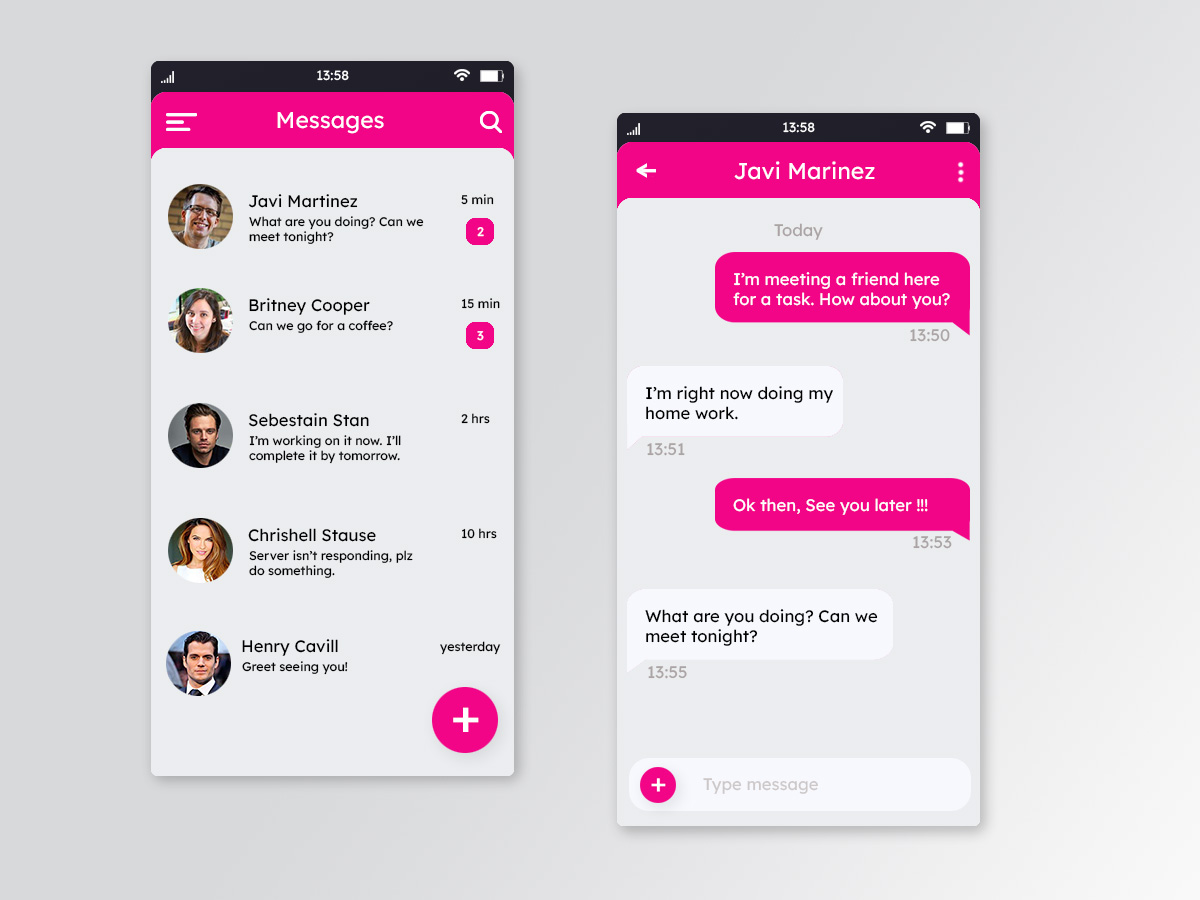 13:58
Messages
Javi Martinez
5 min
What are you doing? Can we
meet tonight?
2
Britney Cooper
15 min
Can we go for a coffee?
3
Sebestain Stan
2 hrs
I'm working on it now. I'll
complete it by tomorrow.
Chrishell Stause
10 hrs
Server isn't responding, plz
do something.
Henry Cavill
yesterday
Greet seeing you!
13:58
Javi Marinez
Today
I'm meeting a friend here
for a task. How about you?
13:50
I'm right now doing my
home work.
13:51
Ok then, See you later !!!
13:53
What are you doing? Can we
meet tonight?
13:55
Type message